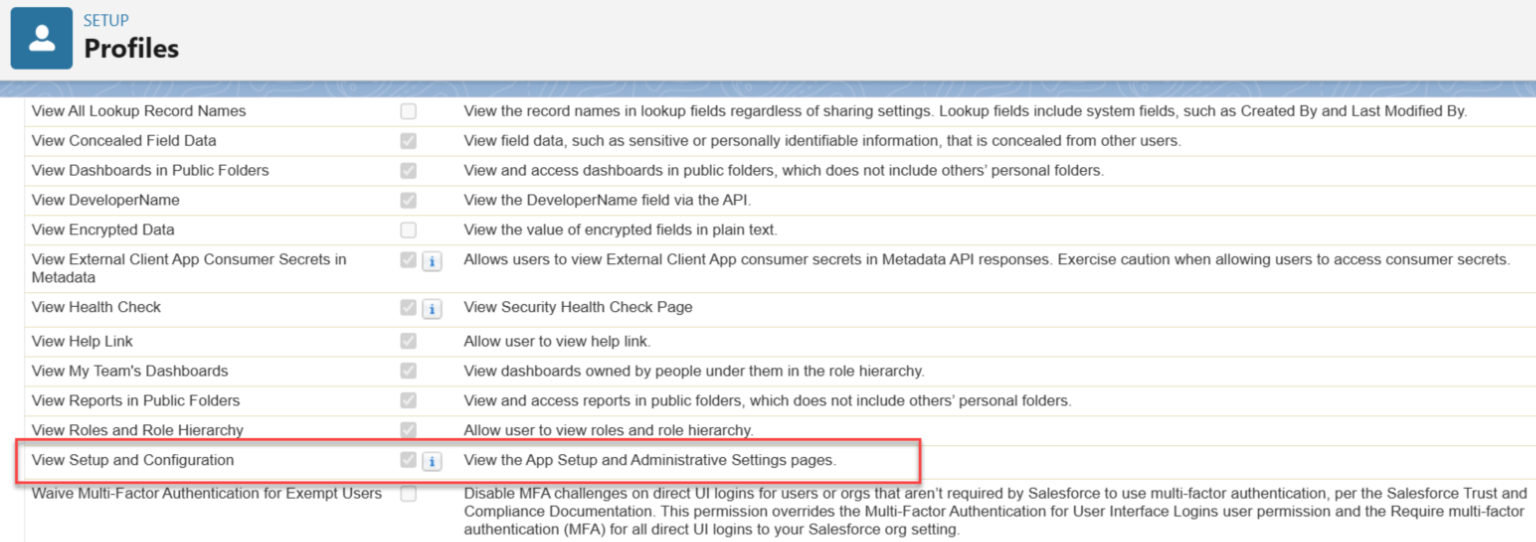 SETUP
Profiles
View All Lookup Record Names View the record names in lookup fields regardless of sharing settings. Lookup fields include system fields, such as Created By and Last Modified By.
View Concealed Field Data View field data, such as sensitive or personally identifiable information, that is concealed from other users.
View Dashboards in Public Folders View and access dashboards in public folders, which does not include others’ personal folders.
View DeveloperName View the DeveloperName field via the API.
View Encrypted Data View the value of encrypted fields in plain text.
View External Client App Consumer Secrets in i Allows users to view External Client App consumer secrets in Metadata API responses. Exercise caution when allowing users to access consumer secrets.
Metadata
View Health Check i View Security Health Check Page
View Help Link Allow user to view help link.
View My Team's Dashboards View dashboards owned by people under them in the role hierarchy.
View Reports in Public Folders View and access reports in public folders, which does not include others’ personal folders.
View Roles and Role Hierarchy Allow user to view roles and role hierarchy.
View Setup and Configuration i View the App Setup and Administrative Settings pages.
Waive Multi-Factor Authentication for Exempt Users Disable MFA challenges on direct UI logins for users or orgs that aren’t required by Salesforce to use multi-factor authentication, per the Salesforce Trust and
Compliance Documentation. This permission overrides the Multi-Factor Authentication for User Interface Logins user permission and the Require multi-factor
authentication (MFA) for all direct UI logins to your Salesforce org setting.